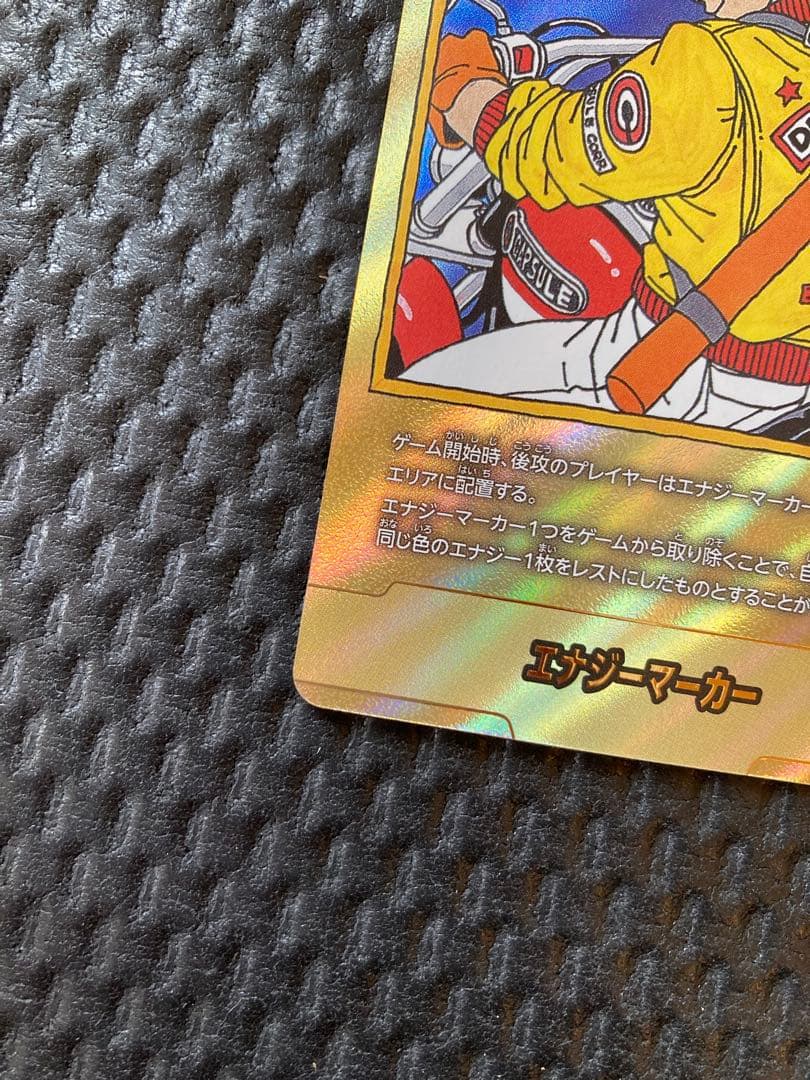 CAPSULE CORP.
CAPSULE
ゲーム開始時、後攻のプレイヤーはエナジーマーカー
エリアに配置する。
エナジーマーカー1つをゲームから取り除くことで、自
同じ色のエナジー1枚をレストにしたものとすることが
エナジーマーカー